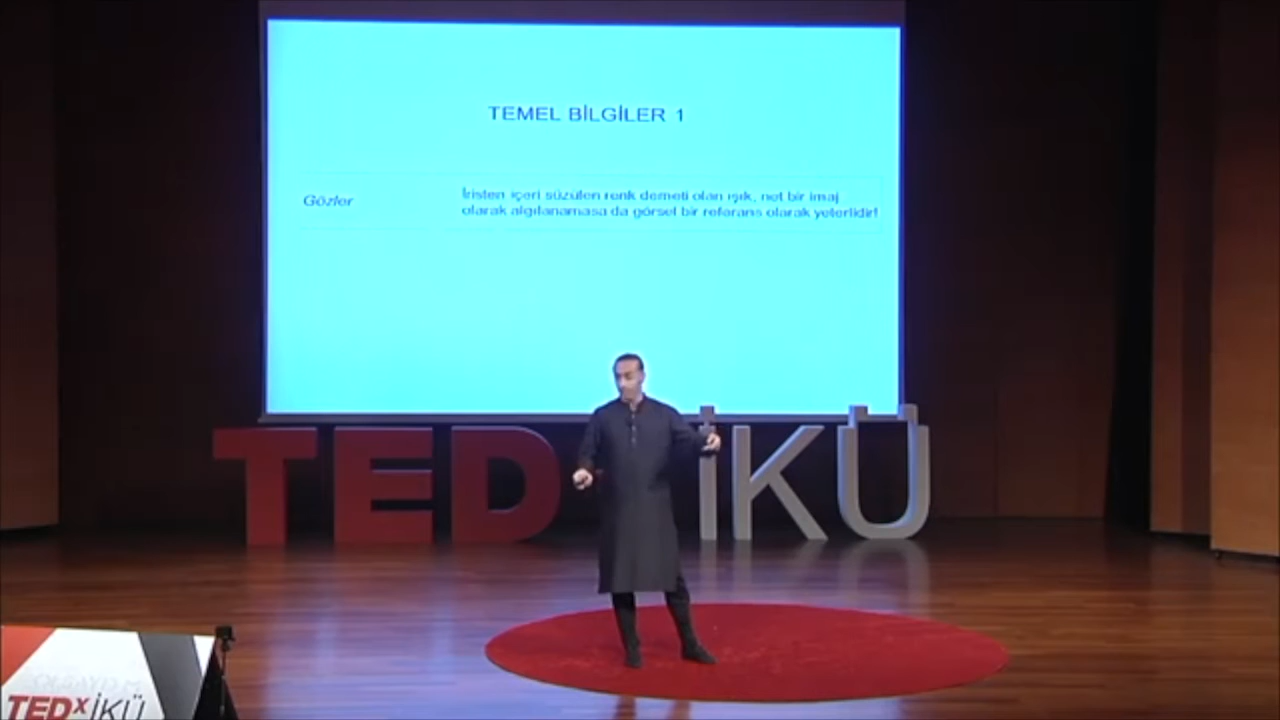 TEMEL BİLGİLER 1
Gözler
İristen içeri süzülen renk demeti olan ışık, net bir imaj
olarak algılanamasa da görsel bir referans olarak yeterlidir!
TEDxİKÜ
TEDxİKÜ